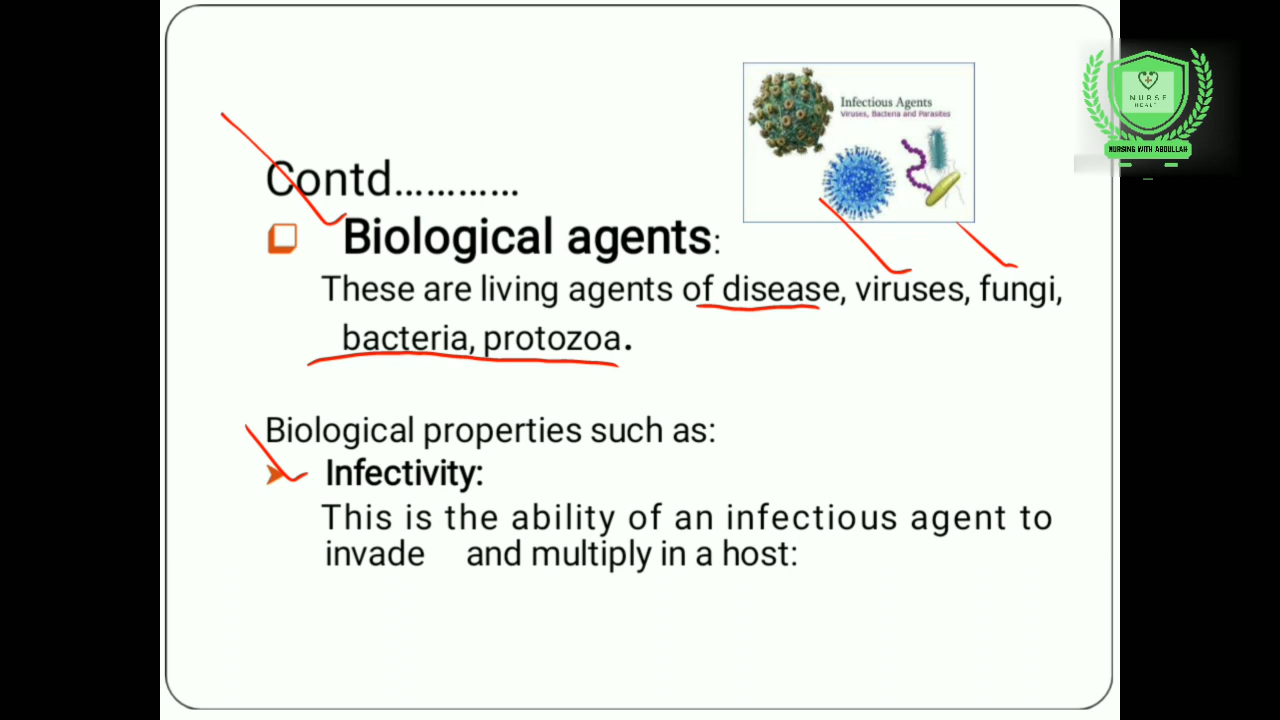 Infectious Agents
Viruses, Bacteria and Parasites
NURSE
HEALT
NURSING WITH ABDULLAH
Contd............
Biological agents:
These are living agents of disease, viruses, fungi,
bacteria, protozoa.
Biological properties such as:
Infectivity:
This is the ability of an infectious agent to
invade and multiply in a host: